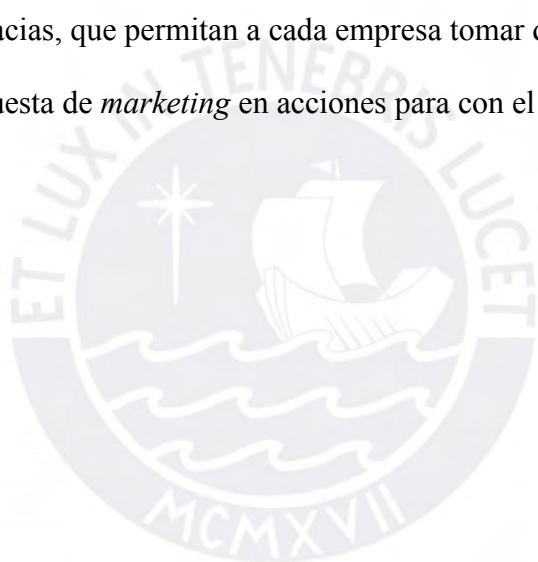 acias, que permitan a cada empresa tomar
uesta de marketing en acciones para con el
ET LUX IN TENEBRIS LUCET
MCMXVII